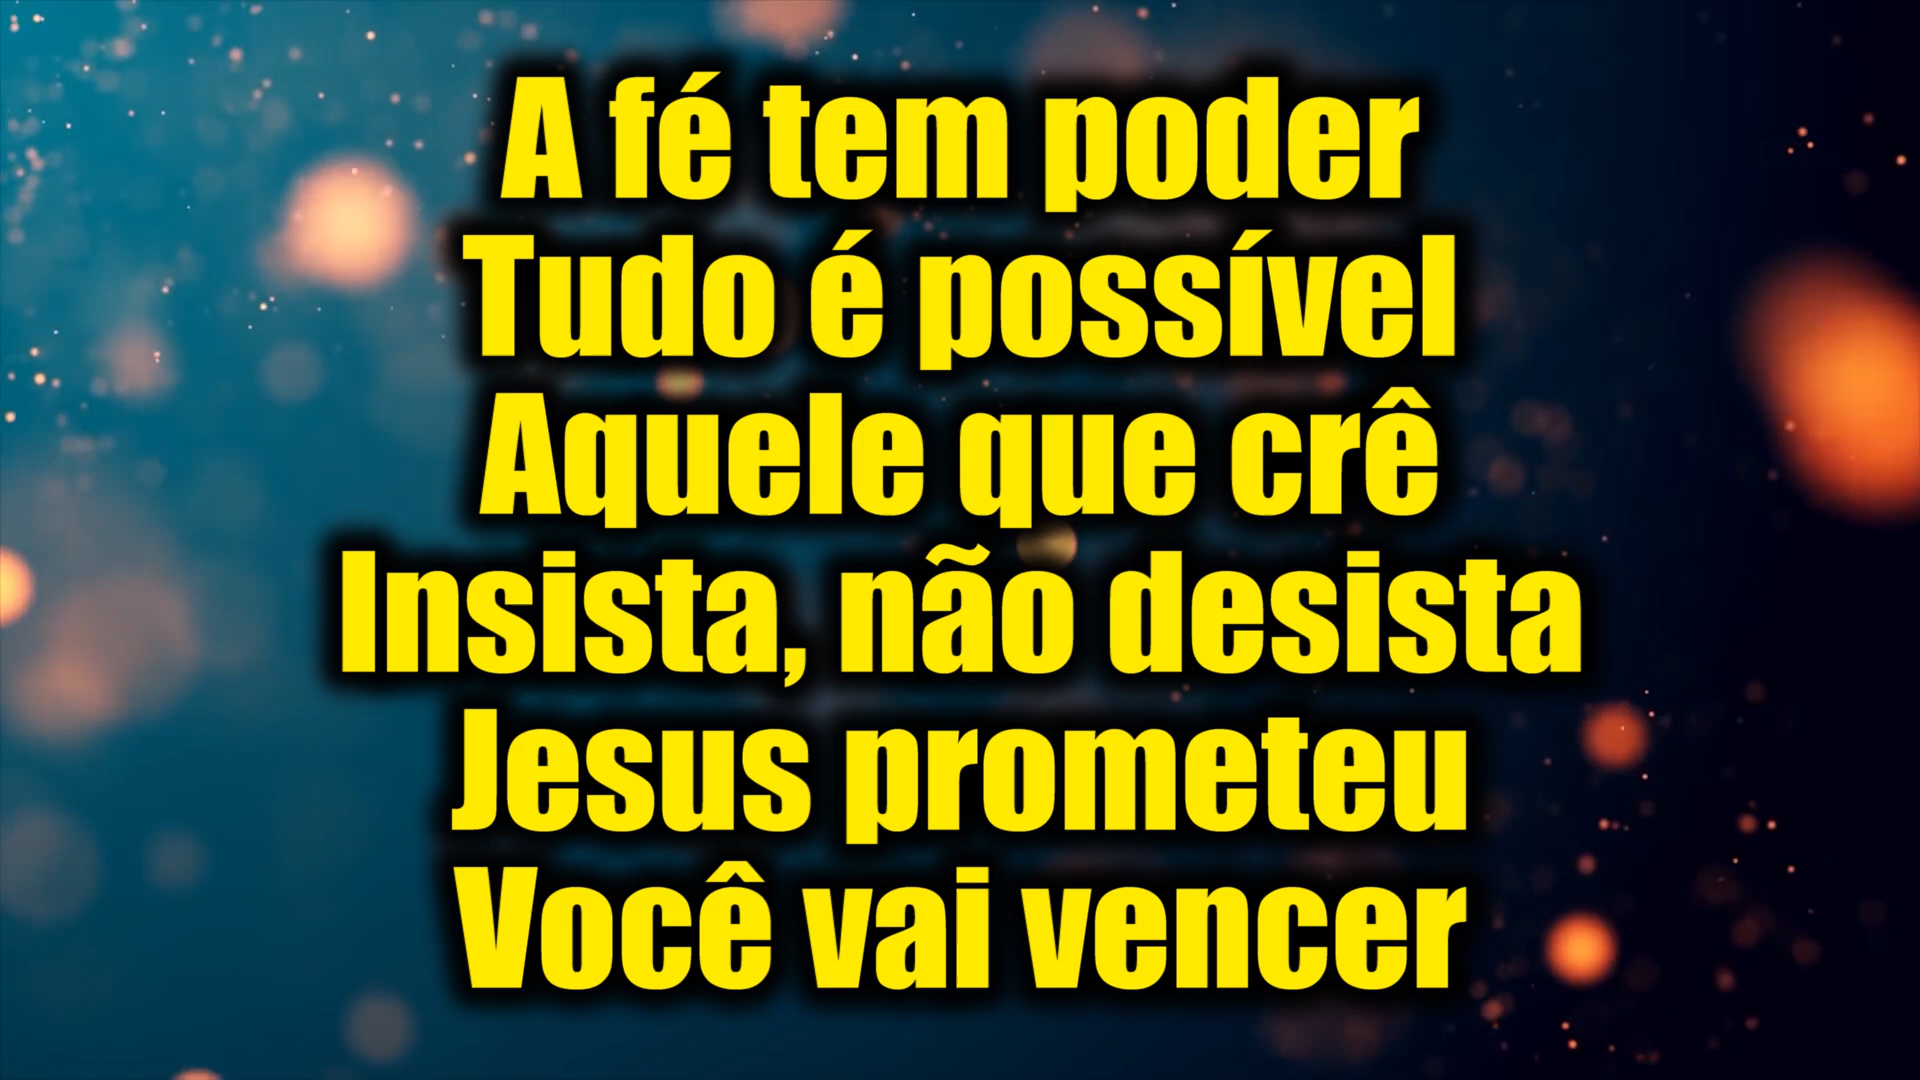 A fé tem poder
Tudo é possível
Aquele que crê
Insista, não desista
Jesus prometeu
Você vai vencer